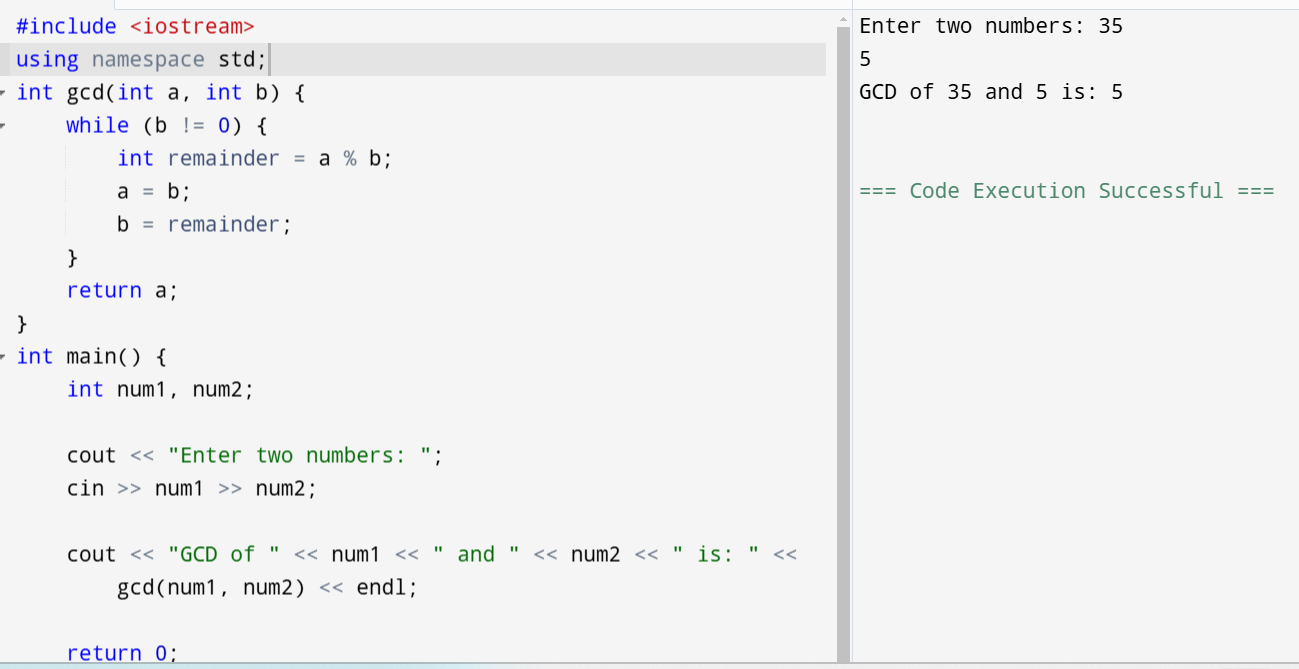 #include <iostream>
using namespace std;
int gcd(int a, int b) {
    while (b != 0) {
        int remainder = a % b;
        a = b;
        b = remainder;
    }
    return a;
}
int main() {
    int num1, num2;

    cout << "Enter two numbers: ";
    cin >> num1 >> num2;

    cout << "GCD of " << num1 << " and " << num2 << " is: " <<
        gcd(num1, num2) << endl;

    return 0;
Enter two numbers: 35
5
GCD of 35 and 5 is: 5
=== Code Execution Successful ===